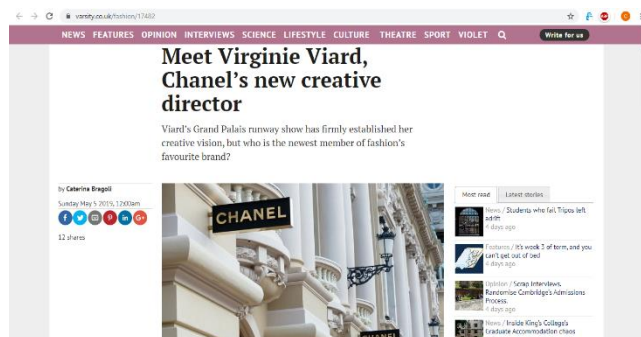 varsity.co.uk/fashion/17482
NEWS FEATURES OPINION INTERVIEWS SCIENCE LIFESTYLE CULTURE THEATRE SPORT VIOLET Write for us
Meet Virginie Viard,
Chanel's new creative
director
Viard's Grand Palais runway show has firmly established her
creative vision, but who is the newest member of fashion's
favourite brand?
by Caterina Bragoli
Sunday May 5 2019, 12:00am
12 shares
CHANEL
CHANEL
Most read Latest stories
News / Students who fail Tripos left
adrift
4 days ago
Features / It's week 3 of term, and you
can't get out of bed
4 days ago
Opinion / Scrap interviews.
Randomise Cambridge's Admissions
Process.
4 days ago
News / Inside King's College's
Graduate Accommodation chaos